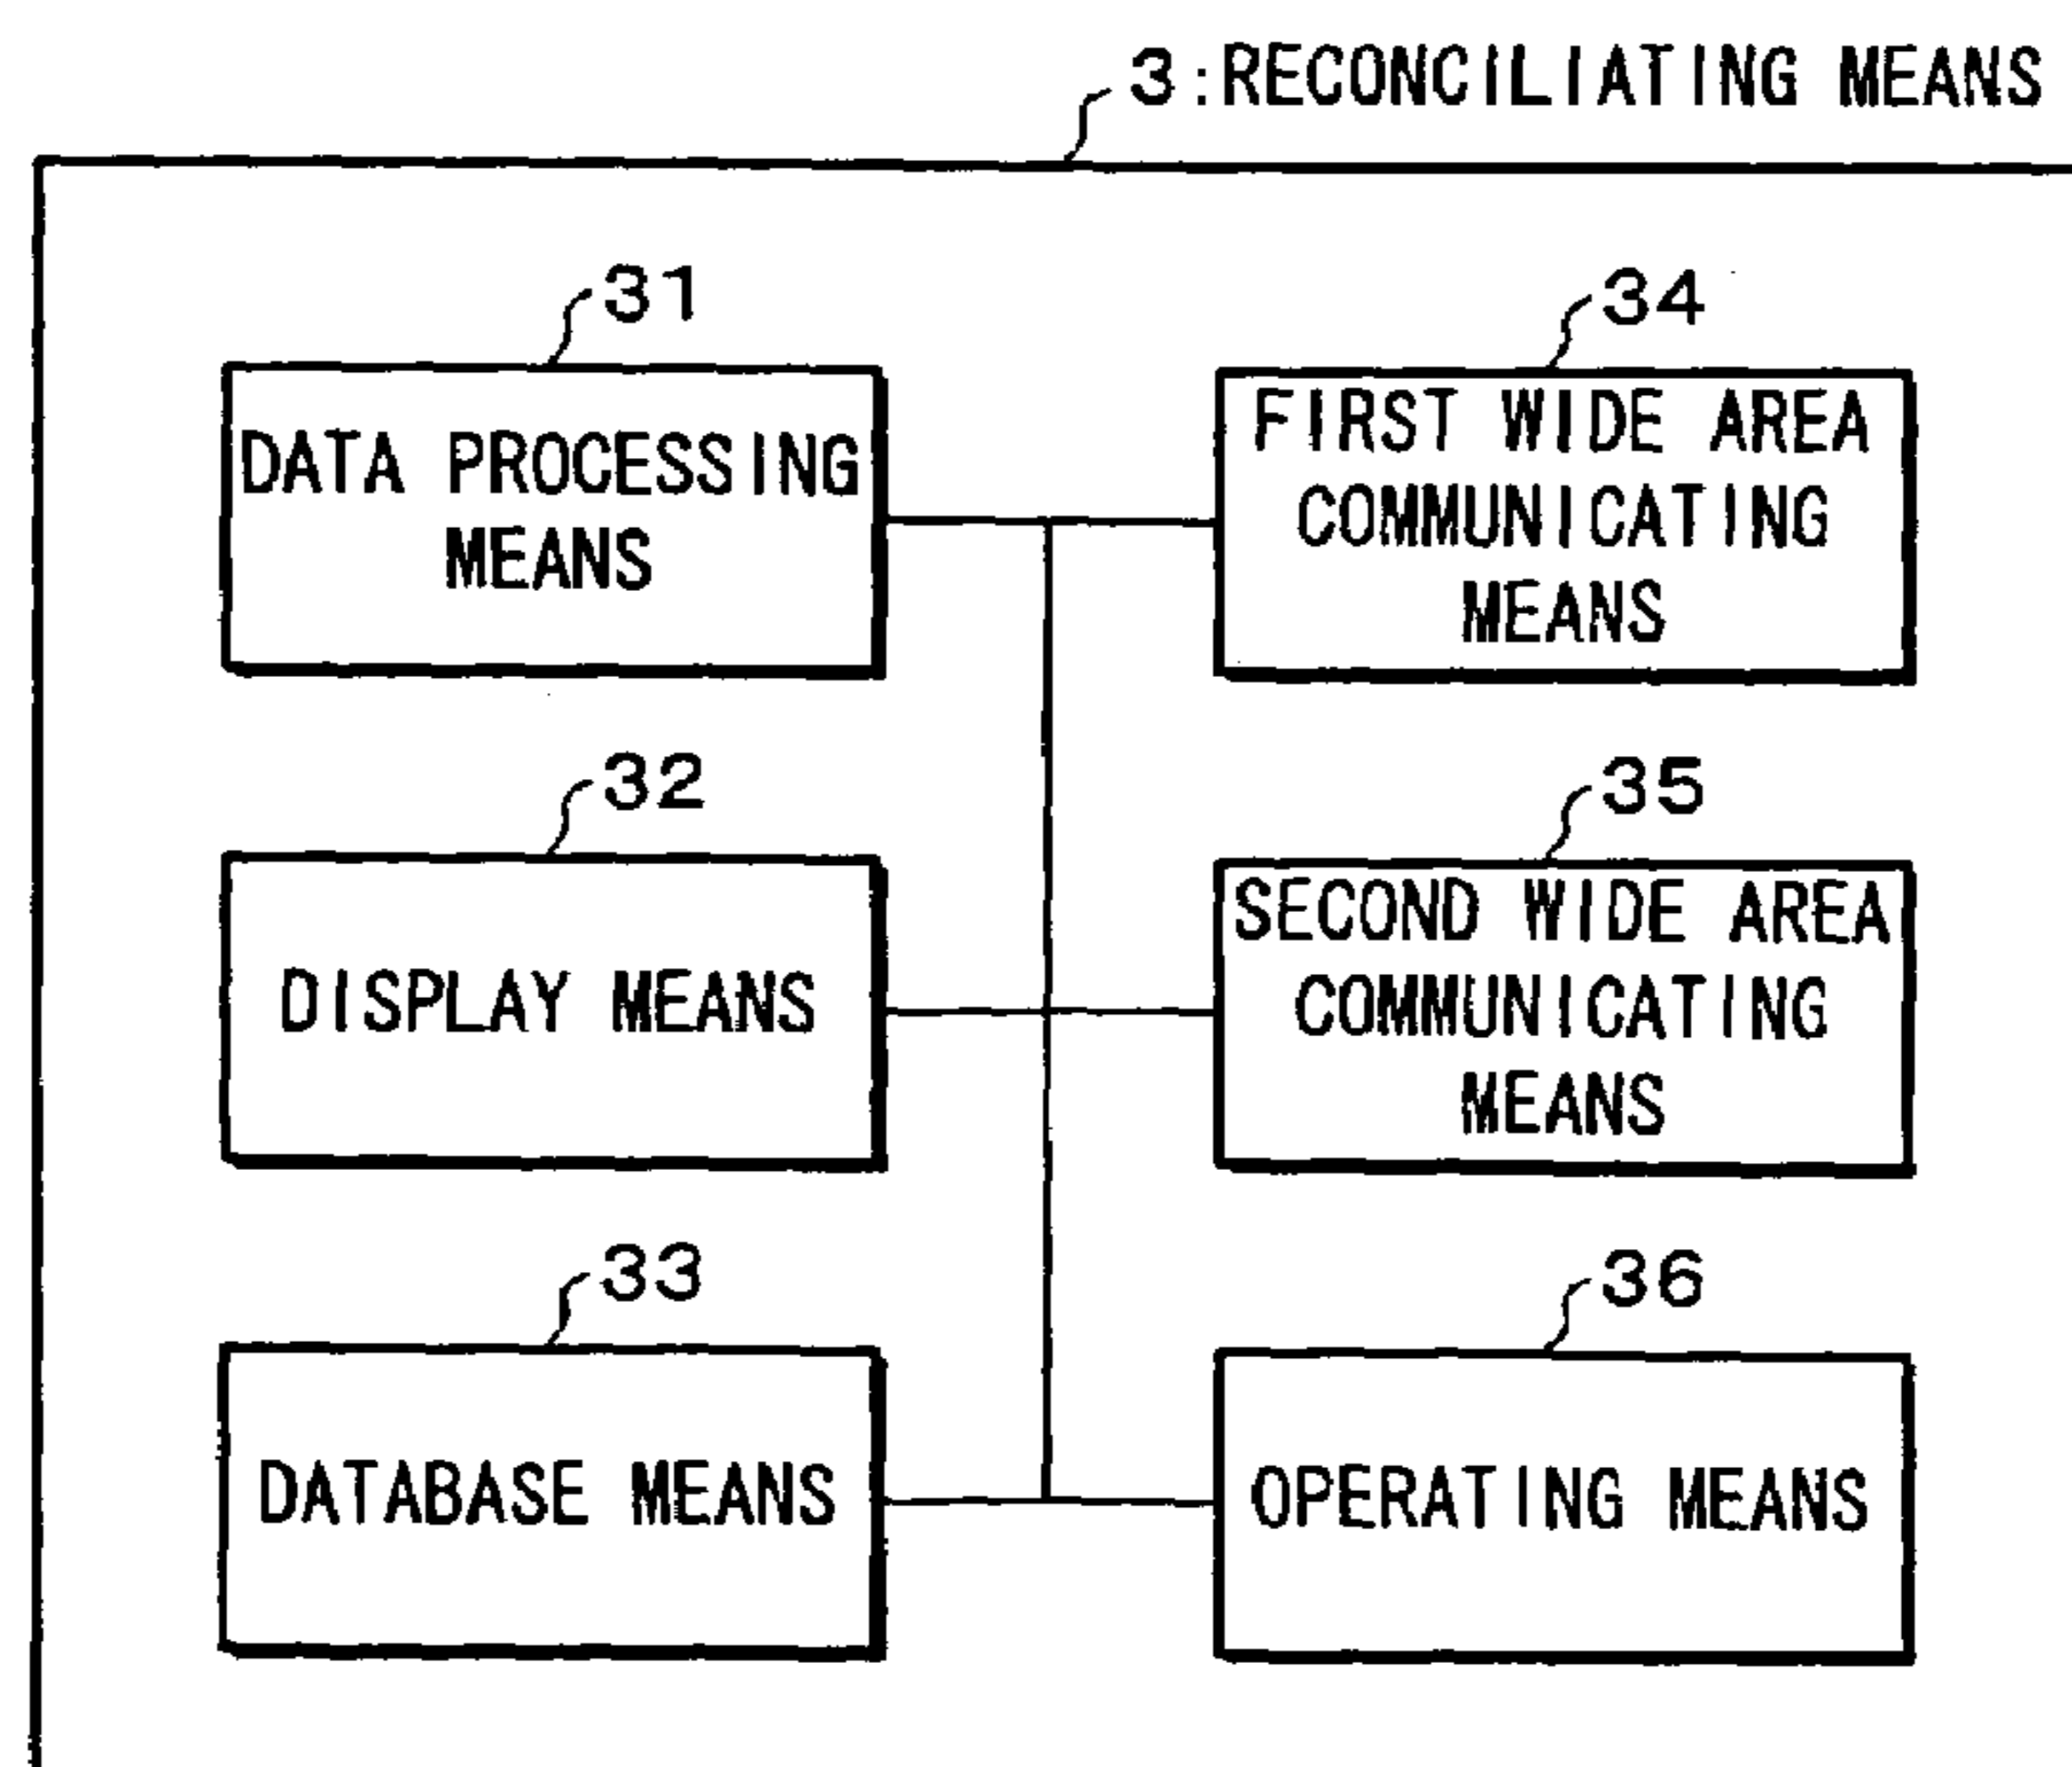 3:RECONCILIATING MEANS
31
DATA PROCESSING
MEANS
34
FIRST WIDE AREA
COMMUNICATING
MEANS
32
DISPLAY MEANS
35
SECOND WIDE AREA
COMMUNICATING
MEANS
33
DATABASE MEANS
36
OPERATING MEANS